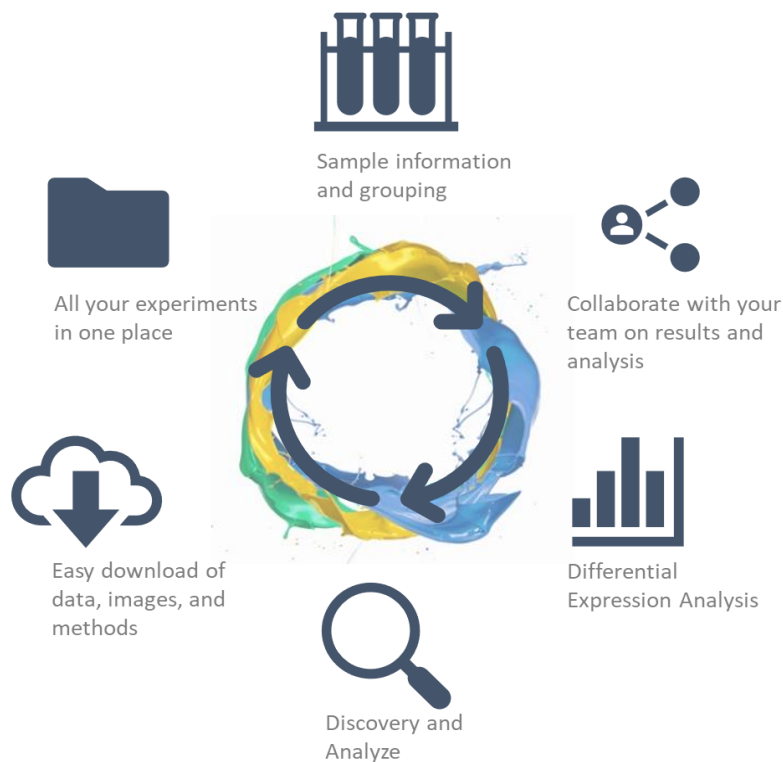 Sample information
and grouping
All your experiments
in one place
Collaborate with your
team on results and
analysis
Easy download of
data, images, and
methods
Differential
Expression Analysis
Discovery and
Analyze